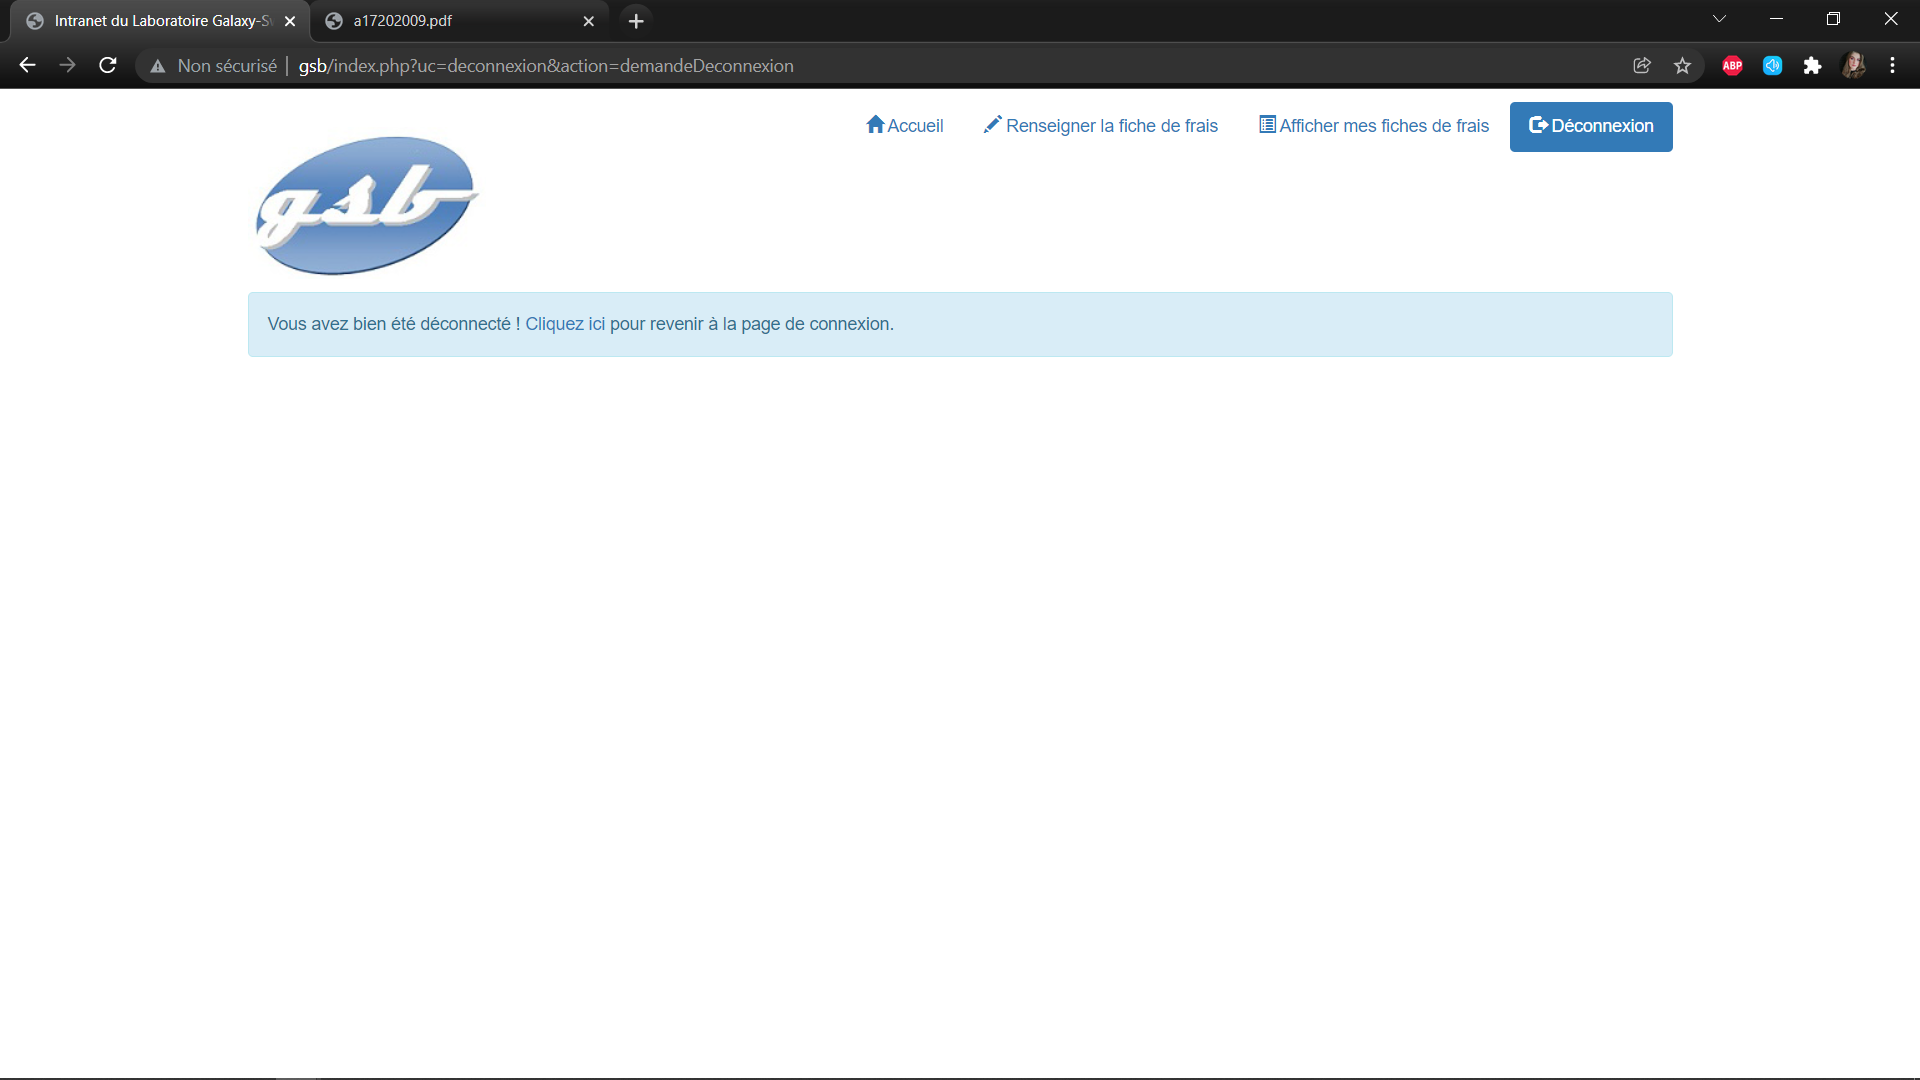 Intranet du Laboratoire Galaxy-Sw
a17202009.pdf
Non sécurisé
gsb/index.php?uc=deconnexion&action=demandeDeconnexion
ABP
Accueil
Renseigner la fiche de frais
Afficher mes fiches de frais
Déconnexion
gsb
Vous avez bien été déconnecté ! Cliquez ici pour revenir à la page de connexion.